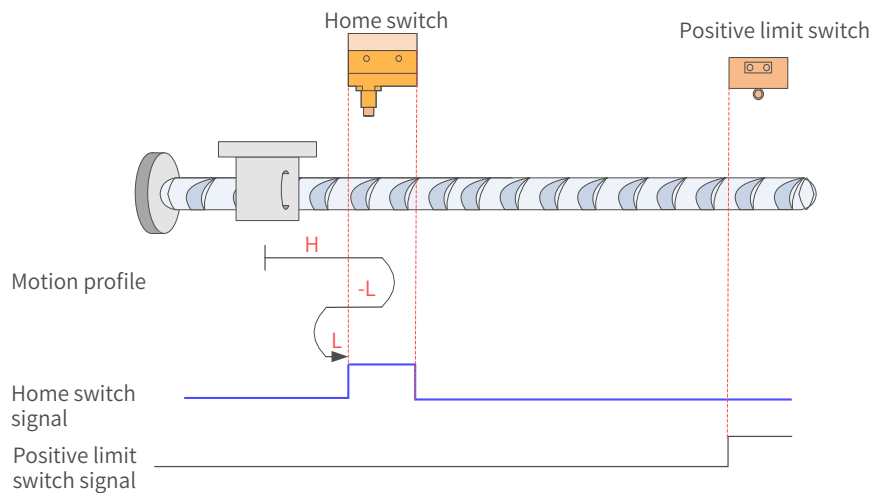 Home switch
Positive limit switch
H
Motion profile
-L
L
Home switch
signal
Positive limit
switch signal